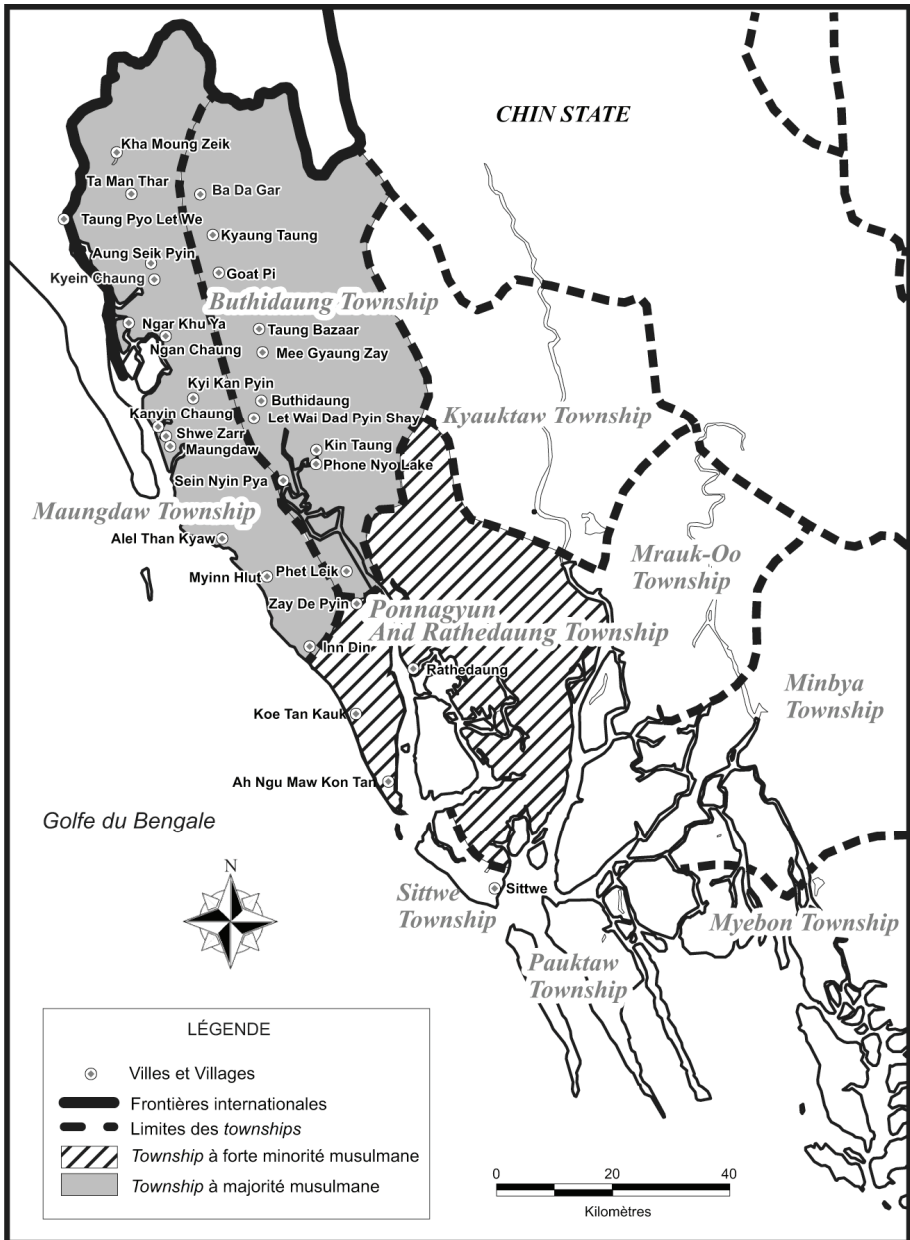 CHIN STATE
Kha Moung Zeik
Ta Man Thar
Ba Da Gar
Taung Pyo Let We
Kyaung Taung
Aung Seik Pyin
Kyein Chaung
Goat Pi
Buthidaung Township
Ngar Khu Ya
Taung Bazaar
Ngan Chaung
Mee Gyaung Zay
Kyi Kan Pyin
Buthidaung
Kanyin Chaung
Let Wai Dad Pyin Shay
Kyauktaw Township
Shwe Zarr
Maungdaw
Kin Taung
Phone Nyo Lake
Sein Nyin Pya
Maungdaw Township
Alel Than Kyaw
Mrauk-Oo
Township
Myinn Hlut
Phet Leik
Zay De Pyin
Ponnagyun
And Rathedaung Township
Inn Din
Rathedaung
Minbya
Township
Koe Tan Kauk
Ah Ngu Maw Kon Tan
Golfe du Bengale
N
Sittwe
Sittwe
Township
Myebon Township
Pauktaw
Township
LÉGENDE
Villes et Villages
Frontières internationales
Limites des townships
Township à forte minorité musulmane
Township à majorité musulmane
0 20 40
Kilomètres